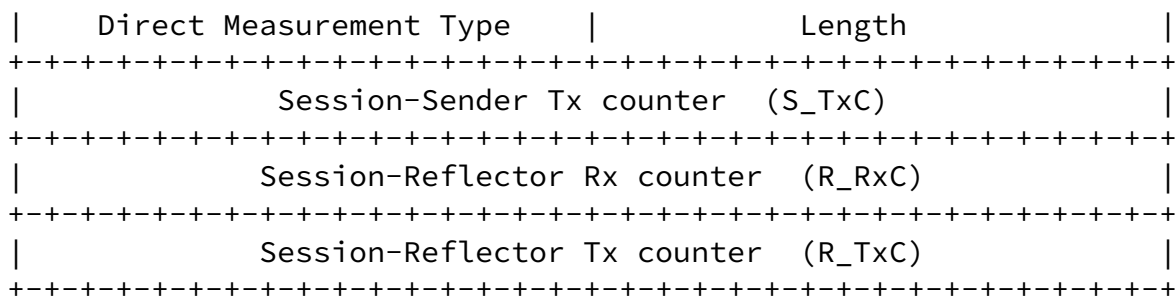 |    Direct Measurement Type    |           Length              |
+-+-+-+-+-+-+-+-+-+-+-+-+-+-+-+-+-+-+-+-+-+-+-+-+-+-+-+-+-+-+-+-+
|              Session-Sender Tx counter  (S_TxC)               |
+-+-+-+-+-+-+-+-+-+-+-+-+-+-+-+-+-+-+-+-+-+-+-+-+-+-+-+-+-+-+-+-+
|             Session-Reflector Rx counter  (R_RxC)             |
+-+-+-+-+-+-+-+-+-+-+-+-+-+-+-+-+-+-+-+-+-+-+-+-+-+-+-+-+-+-+-+-+
|             Session-Reflector Tx counter  (R_TxC)             |
+-+-+-+-+-+-+-+-+-+-+-+-+-+-+-+-+-+-+-+-+-+-+-+-+-+-+-+-+-+-+-+-+